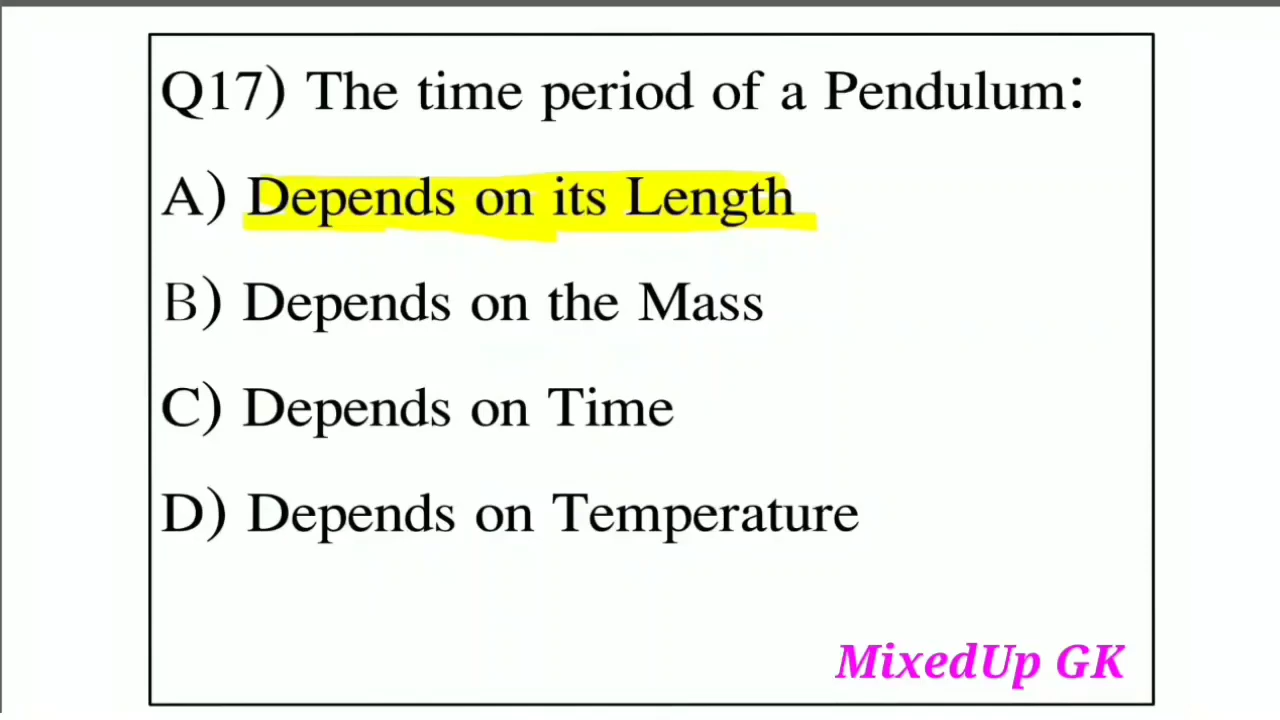 Q17) The time period of a Pendulum:
A) Depends on its Length
B) Depends on the Mass
C) Depends on Time
D) Depends on Temperature
MixedUp GK